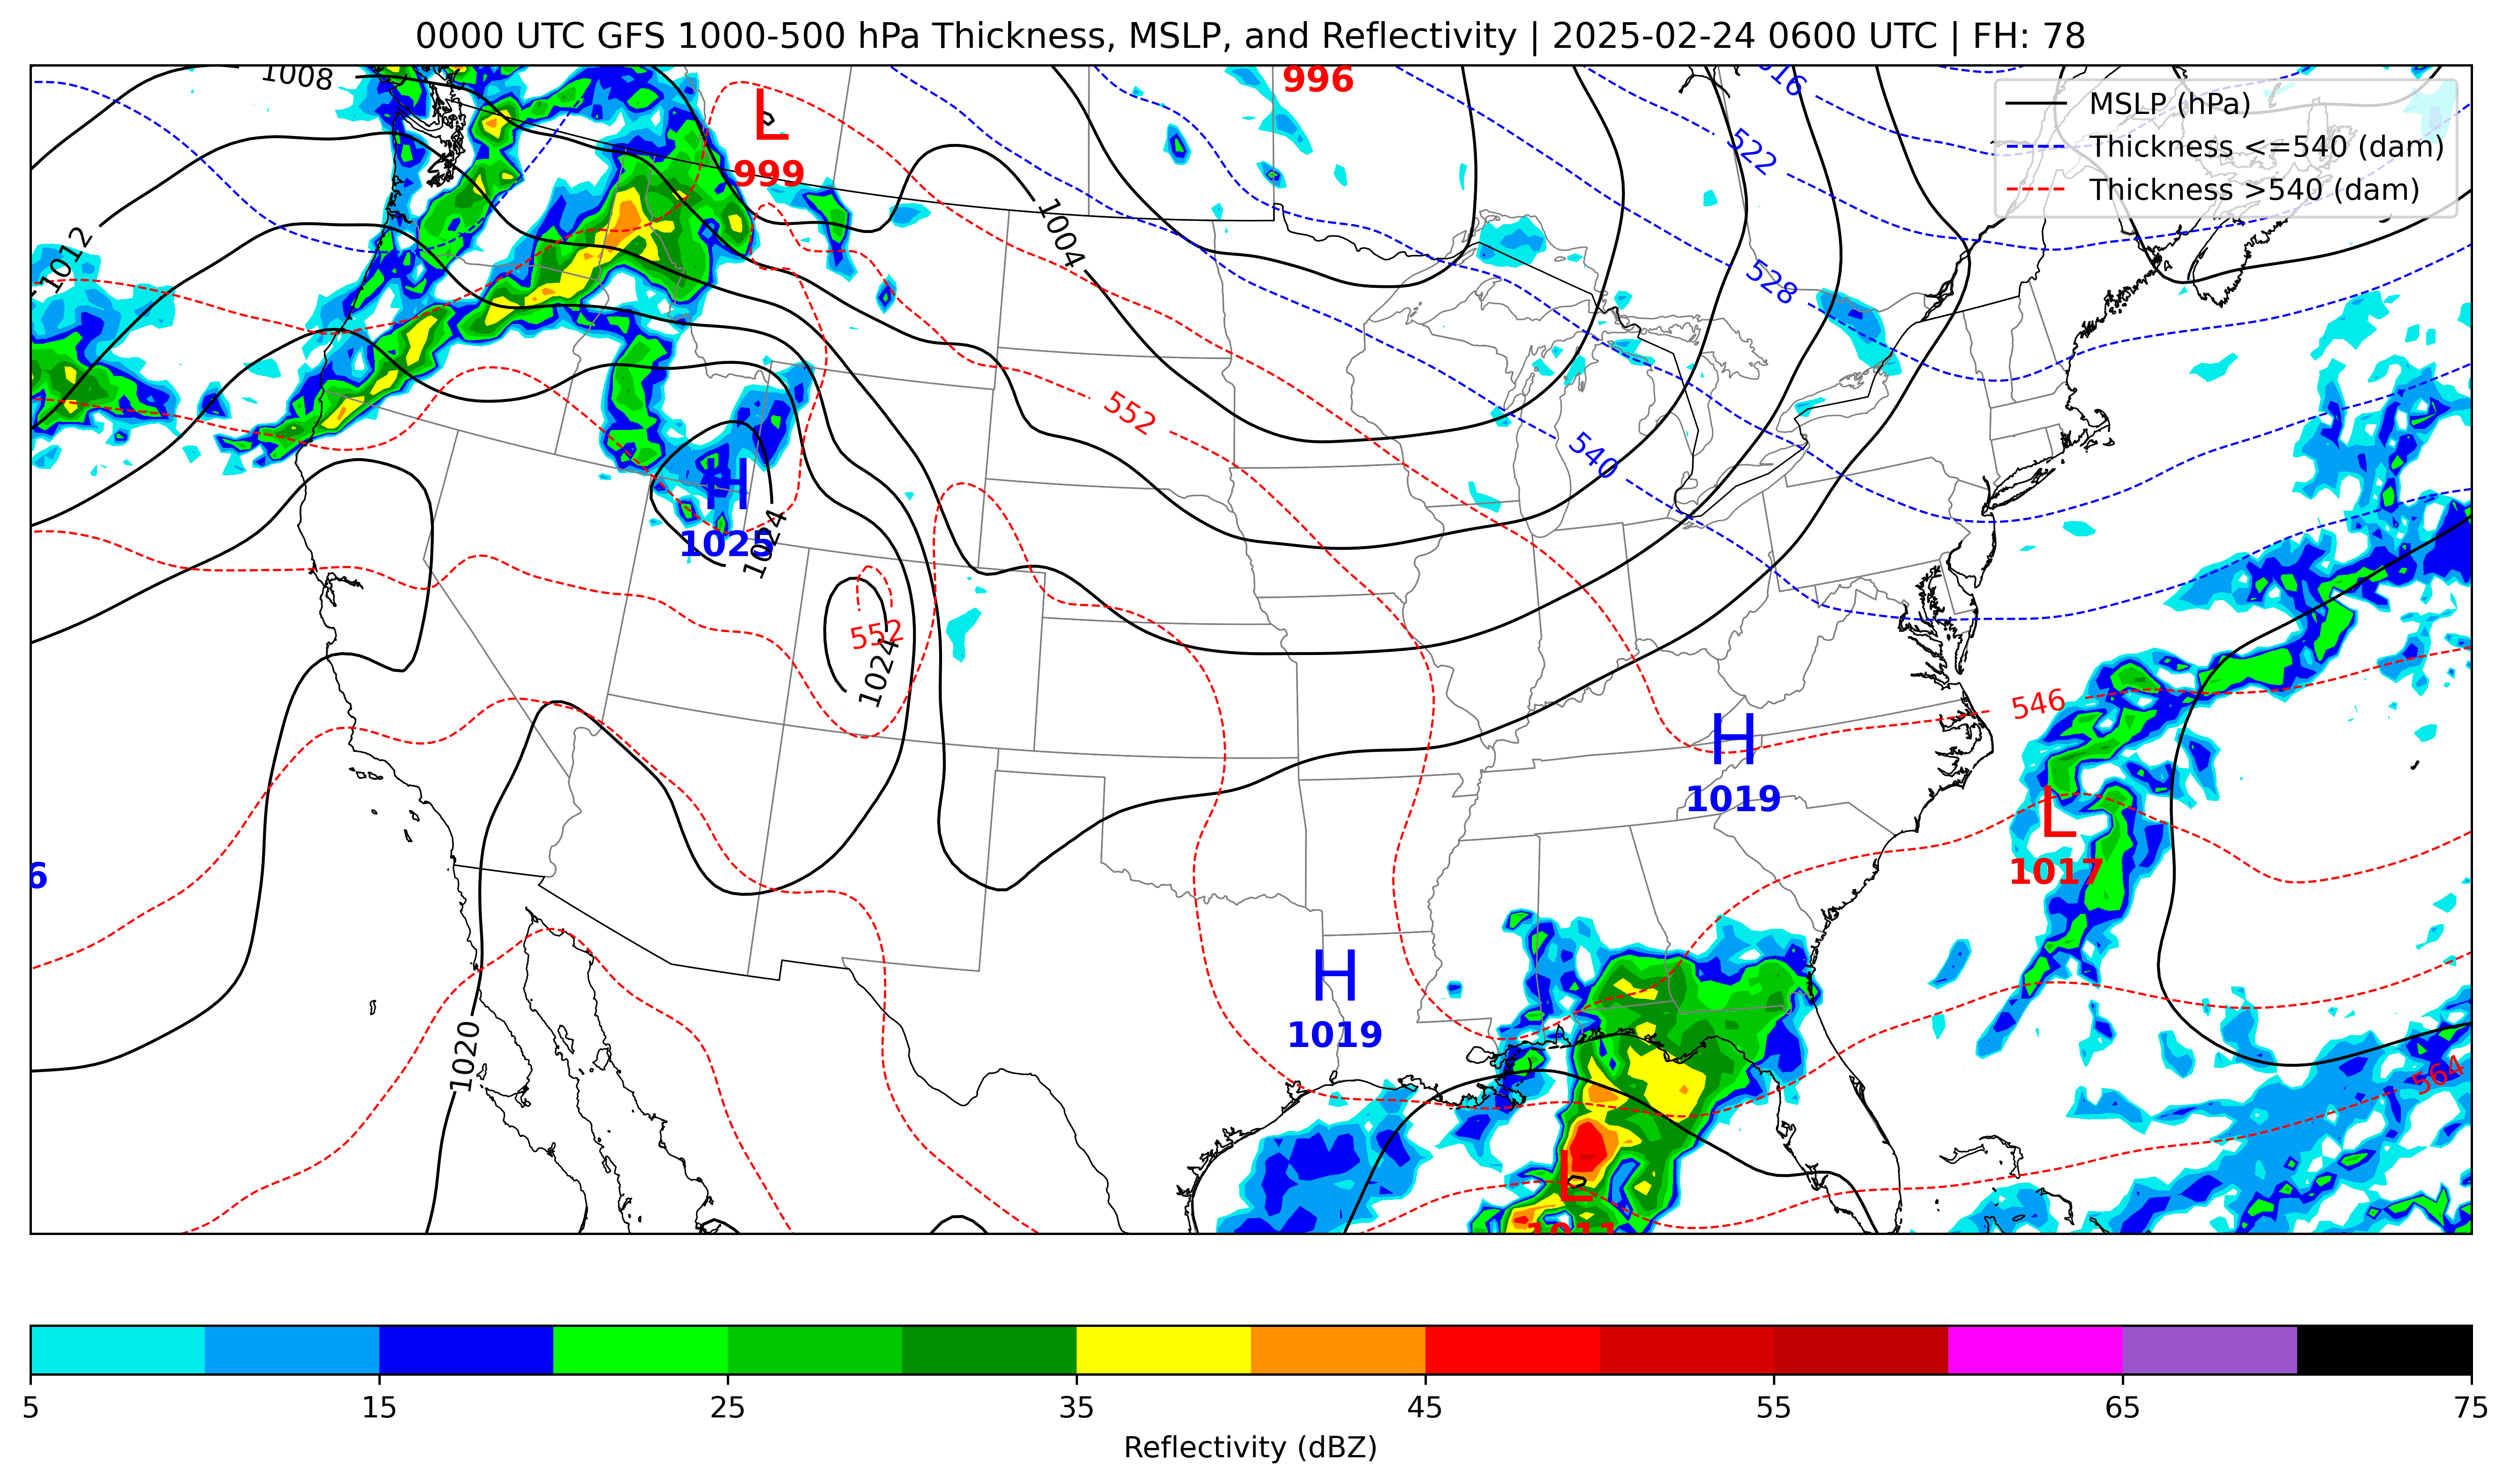 0000 UTC GFS 1000-500 hPa Thickness, MSLP, and Reflectivity | 2025-02-24 0600 UTC | FH: 78
1008
996
516
MSLP (hPa)
Thickness <=540 (dam)
Thickness >540 (dam)
L
999
522
1004
1012
528
552
540
H
1025
1024
552
1024
546
H
1019
L
1017
6
H
1019
1020
564
L
1011
5
15
25
35
45
55
65
75
Reflectivity (dBZ)